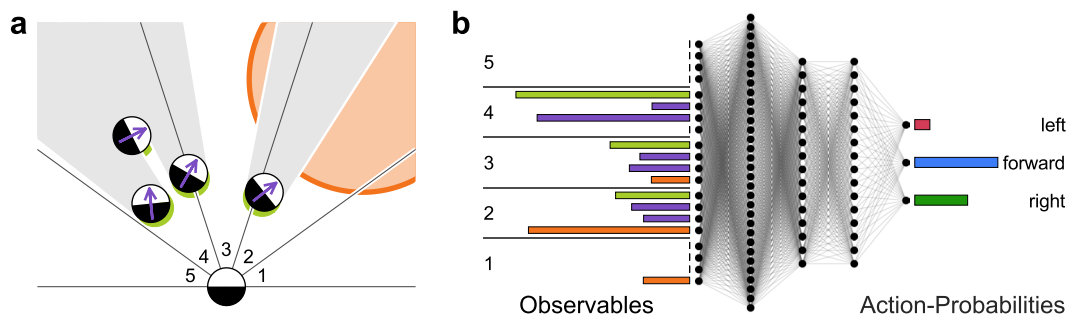 a
b
5 4 3 2 1
5
4
3
2
1
left
forward
right
Observables
Action-Probabilities